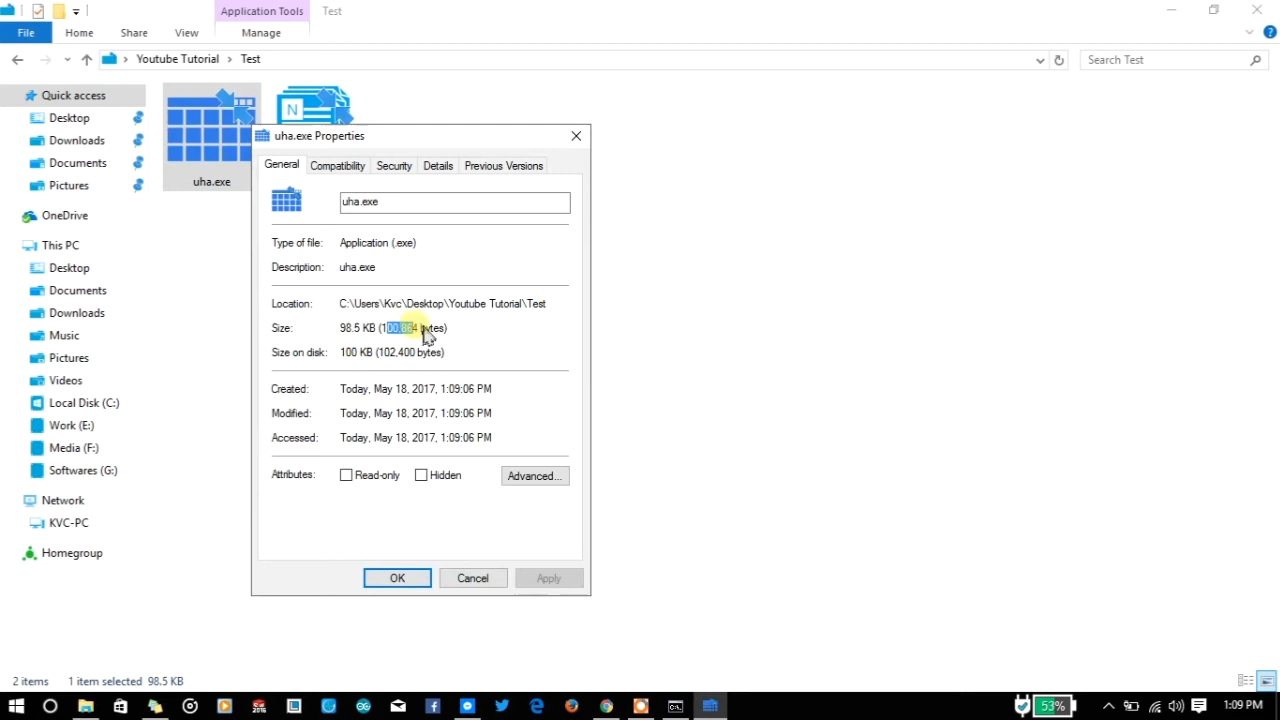 Application Tools
Test
File
Home
Share
View
Manage
Youtube Tutorial
Test
Search Test
Quick access
Desktop
Downloads
Documents
Pictures
OneDrive
This PC
Desktop
Documents
Downloads
Music
Pictures
Videos
Local Disk (C:)
Work (E:)
Media (F:)
Softwares (G:)
Network
KVC-PC
Homegroup
N
uha.exe
uha.exe Properties
General
Compatibility
Security
Details
Previous Versions
uha.exe
Type of file: Application (.exe)
Description: uha.exe
Location: C:\Users\Kvc\Desktop\Youtube Tutorial\Test
Size: 98.5 KB (100,864 bytes)
Size on disk: 100 KB (102,400 bytes)
Created: Today, May 18, 2017, 1:09:06 PM
Modified: Today, May 18, 2017, 1:09:06 PM
Accessed: Today, May 18, 2017, 1:09:06 PM
Attributes: Read-only Hidden Advanced...
OK Cancel Apply
2 items 1 item selected 98.5 KB
53% 1:09 PM